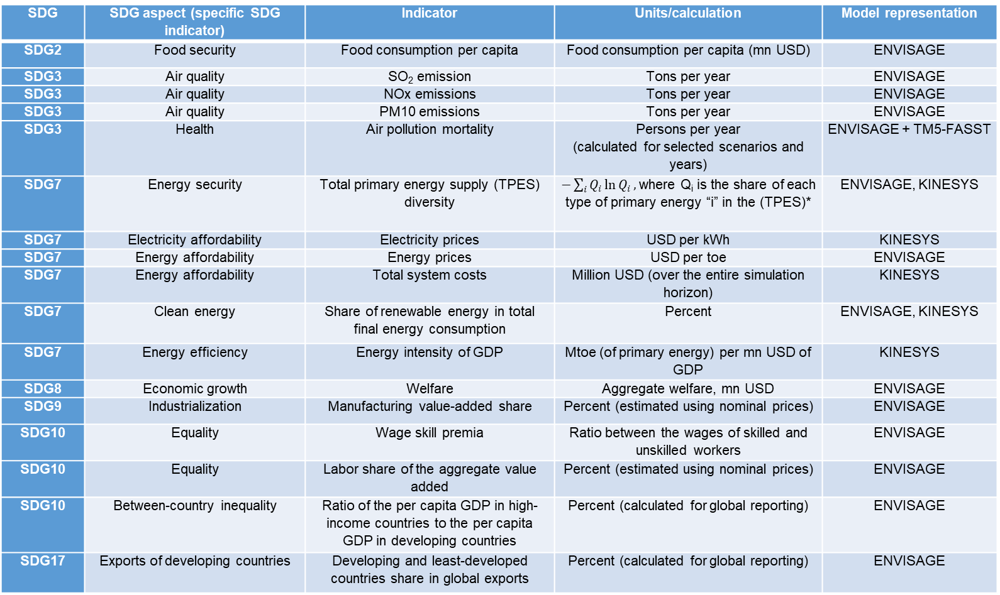 SDG
SDG aspect (specific SDG
indicator)
Indicator
Units/calculation
Model representation
SDG2
Food security
Food consumption per capita
Food consumption per capita (mn USD)
ENVISAGE
SDG3
Air quality
SO₂ emission
Tons per year
ENVISAGE
SDG3
Air quality
NOx emissions
Tons per year
ENVISAGE
SDG3
Air quality
PM10 emissions
Tons per year
ENVISAGE
SDG3
Health
Air pollution mortality
Persons per year
(calculated for selected scenarios and
years)
ENVISAGE + TM5-FASST
SDG7
Energy security
Total primary energy supply (TPES)
diversity
− ∑ᵢ Qᵢ ln Qᵢ , where Qᵢ is the share of each
type of primary energy “i” in the (TPES)*
ENVISAGE, KINESYS
SDG7
Electricity affordability
Electricity prices
USD per kWh
KINESYS
SDG7
Energy affordability
Energy prices
USD per toe
ENVISAGE
SDG7
Energy affordability
Total system costs
Million USD (over the entire simulation
horizon)
KINESYS
SDG7
Clean energy
Share of renewable energy in total
final energy consumption
Percent
ENVISAGE, KINESYS
SDG7
Energy efficiency
Energy intensity of GDP
Mtoe (of primary energy) per mn USD of
GDP
KINESYS
SDG8
Economic growth
Welfare
Aggregate welfare, mn USD
ENVISAGE
SDG9
Industrialization
Manufacturing value-added share
Percent (estimated using nominal prices)
ENVISAGE
SDG10
Equality
Wage skill premia
Ratio between the wages of skilled and
unskilled workers
ENVISAGE
SDG10
Equality
Labor share of the aggregate value
added
Percent (estimated using nominal prices)
ENVISAGE
SDG10
Between-country inequality
Ratio of the per capita GDP in high-
income countries to the per capita
GDP in developing countries
Percent (calculated for global reporting)
ENVISAGE
SDG17
Exports of developing countries
Developing and least-developed
countries share in global exports
Percent (calculated for global reporting)
ENVISAGE